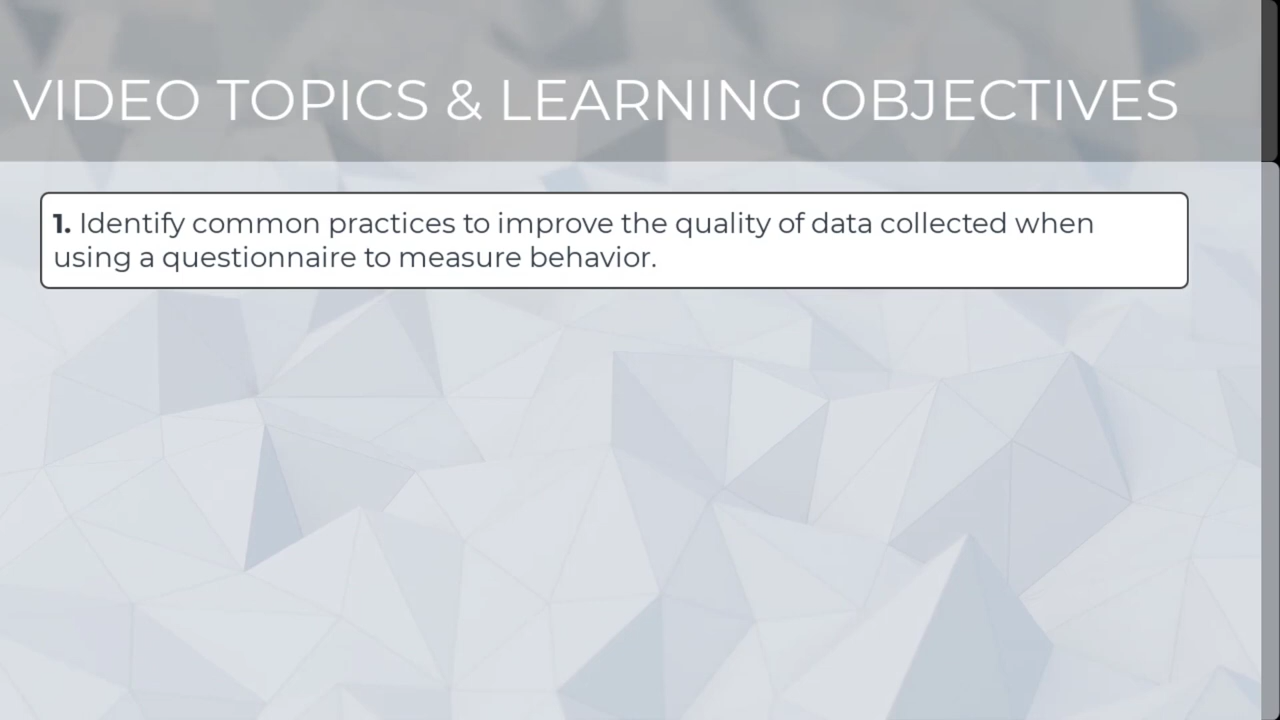 VIDEO TOPICS & LEARNING OBJECTIVES
1. Identify common practices to improve the quality of data collected when
using a questionnaire to measure behavior.